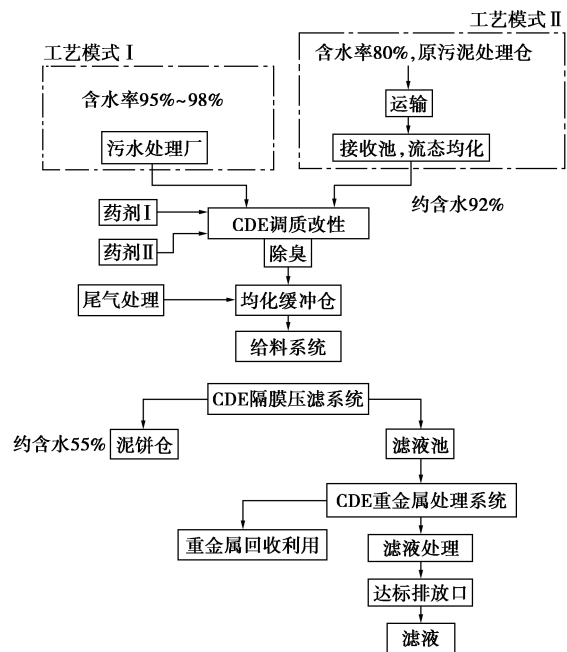 工艺模式Ⅰ
含水率95%~98%
污水处理厂
工艺模式Ⅱ
含水率80%,原污泥处理仓
运输
接收池,流态均化
约含水92%
药剂Ⅰ
药剂Ⅱ
CDE调质改性
除臭
尾气处理
均化缓冲仓
给料系统
CDE隔膜压滤系统
约含水55%
泥饼仓
滤液池
CDE重金属处理系统
重金属回收利用
滤液处理
达标排放口
滤液